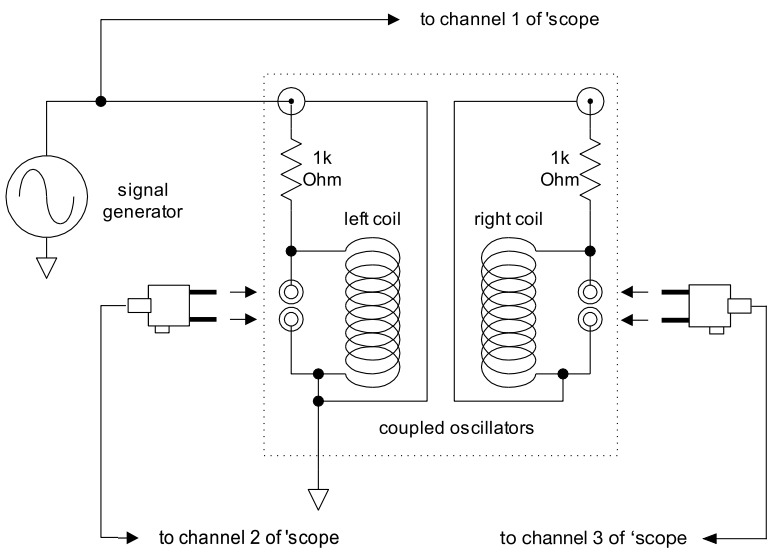 to channel 1 of 'scope
1k
Ohm
1k
Ohm
signal
generator
left coil
right coil
coupled oscillators
to channel 2 of 'scope
to channel 3 of ‘scope